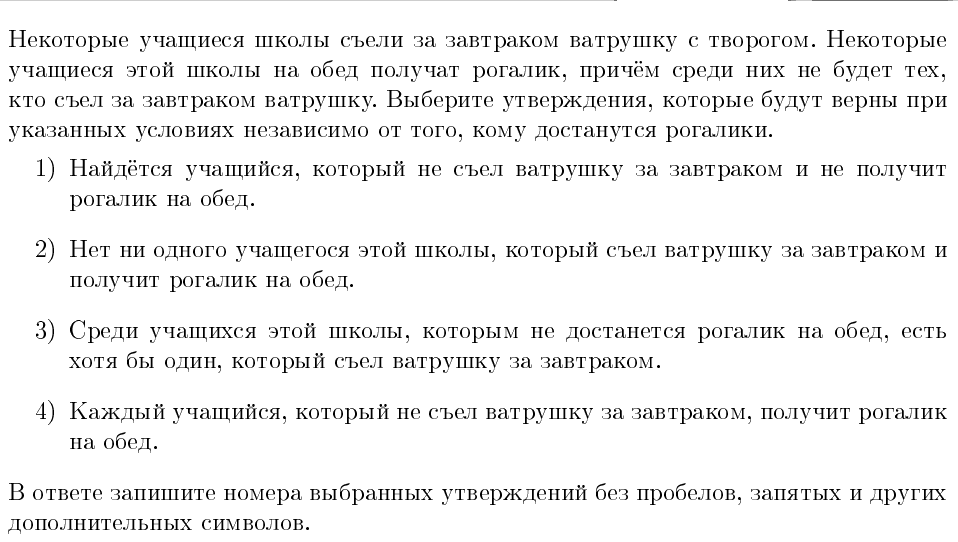 Некоторые учащиеся школы съели за завтраком ватрушку с творогом. Некоторые
учащиеся этой школы на обед получат рогалик, причём среди них не будет тех,
кто съел за завтраком ватрушку. Выберите утверждения, которые будут верны при
указанных условиях независимо от того, кому достанутся рогалики.
1) Найдётся учащийся, который не съел ватрушку за завтраком и не получит
рогалик на обед.
2) Нет ни одного учащегося этой школы, который съел ватрушку за завтраком и
получит рогалик на обед.
3) Среди учащихся этой школы, которым не достанется рогалик на обед, есть
хотя бы один, который съел ватрушку за завтраком.
4) Каждый учащийся, который не съел ватрушку за завтраком, получит рогалик
на обед.
В ответе запишите номера выбранных утверждений без пробелов, запятых и других
дополнительных символов.